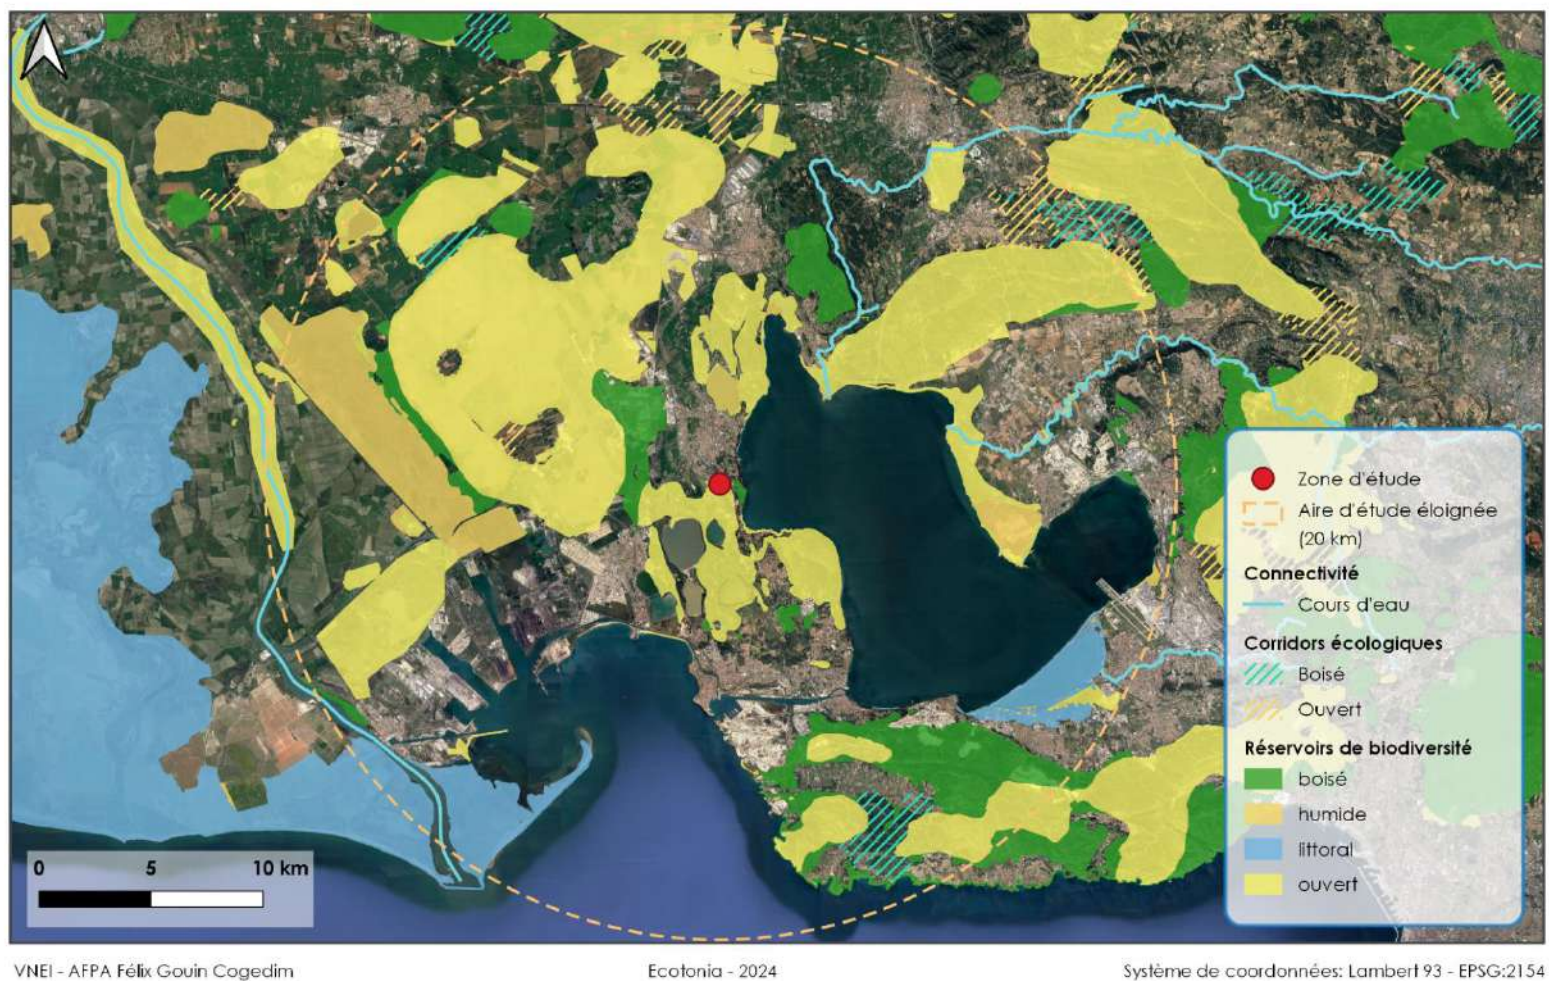 Zone d'étude
Aire d'étude éloignée
(20 km)
Connectivité
Cours d'eau
Corridors écologiques
Boisé
Ouvert
Réservoirs de biodiversité
boisé
humide
littoral
ouvert
0 5 10 km
VNEI - AFPA Félix Gouin Cogedim
Ecotonia - 2024
Système de coordonnées: Lambert 93 - EPSG:2154